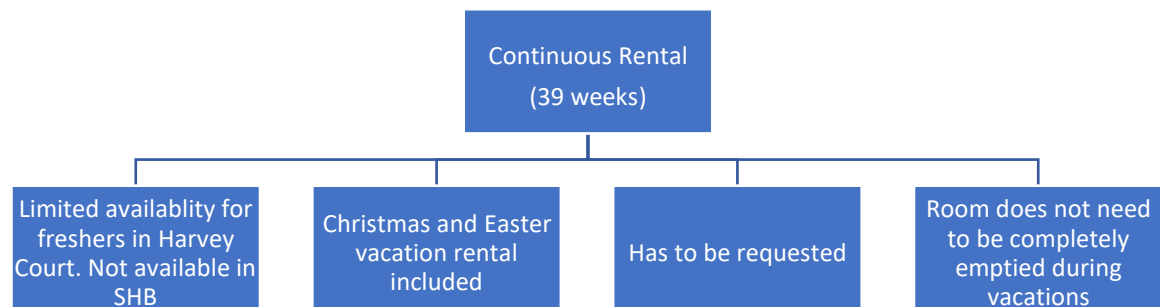 Continuous Rental
(39 weeks)
Limited availablity for
freshers in Harvey
Court. Not available in
SHB
Christmas and Easter
vacation rental
included
Has to be requested
Room does not need
to be completely
emptied during
vacations